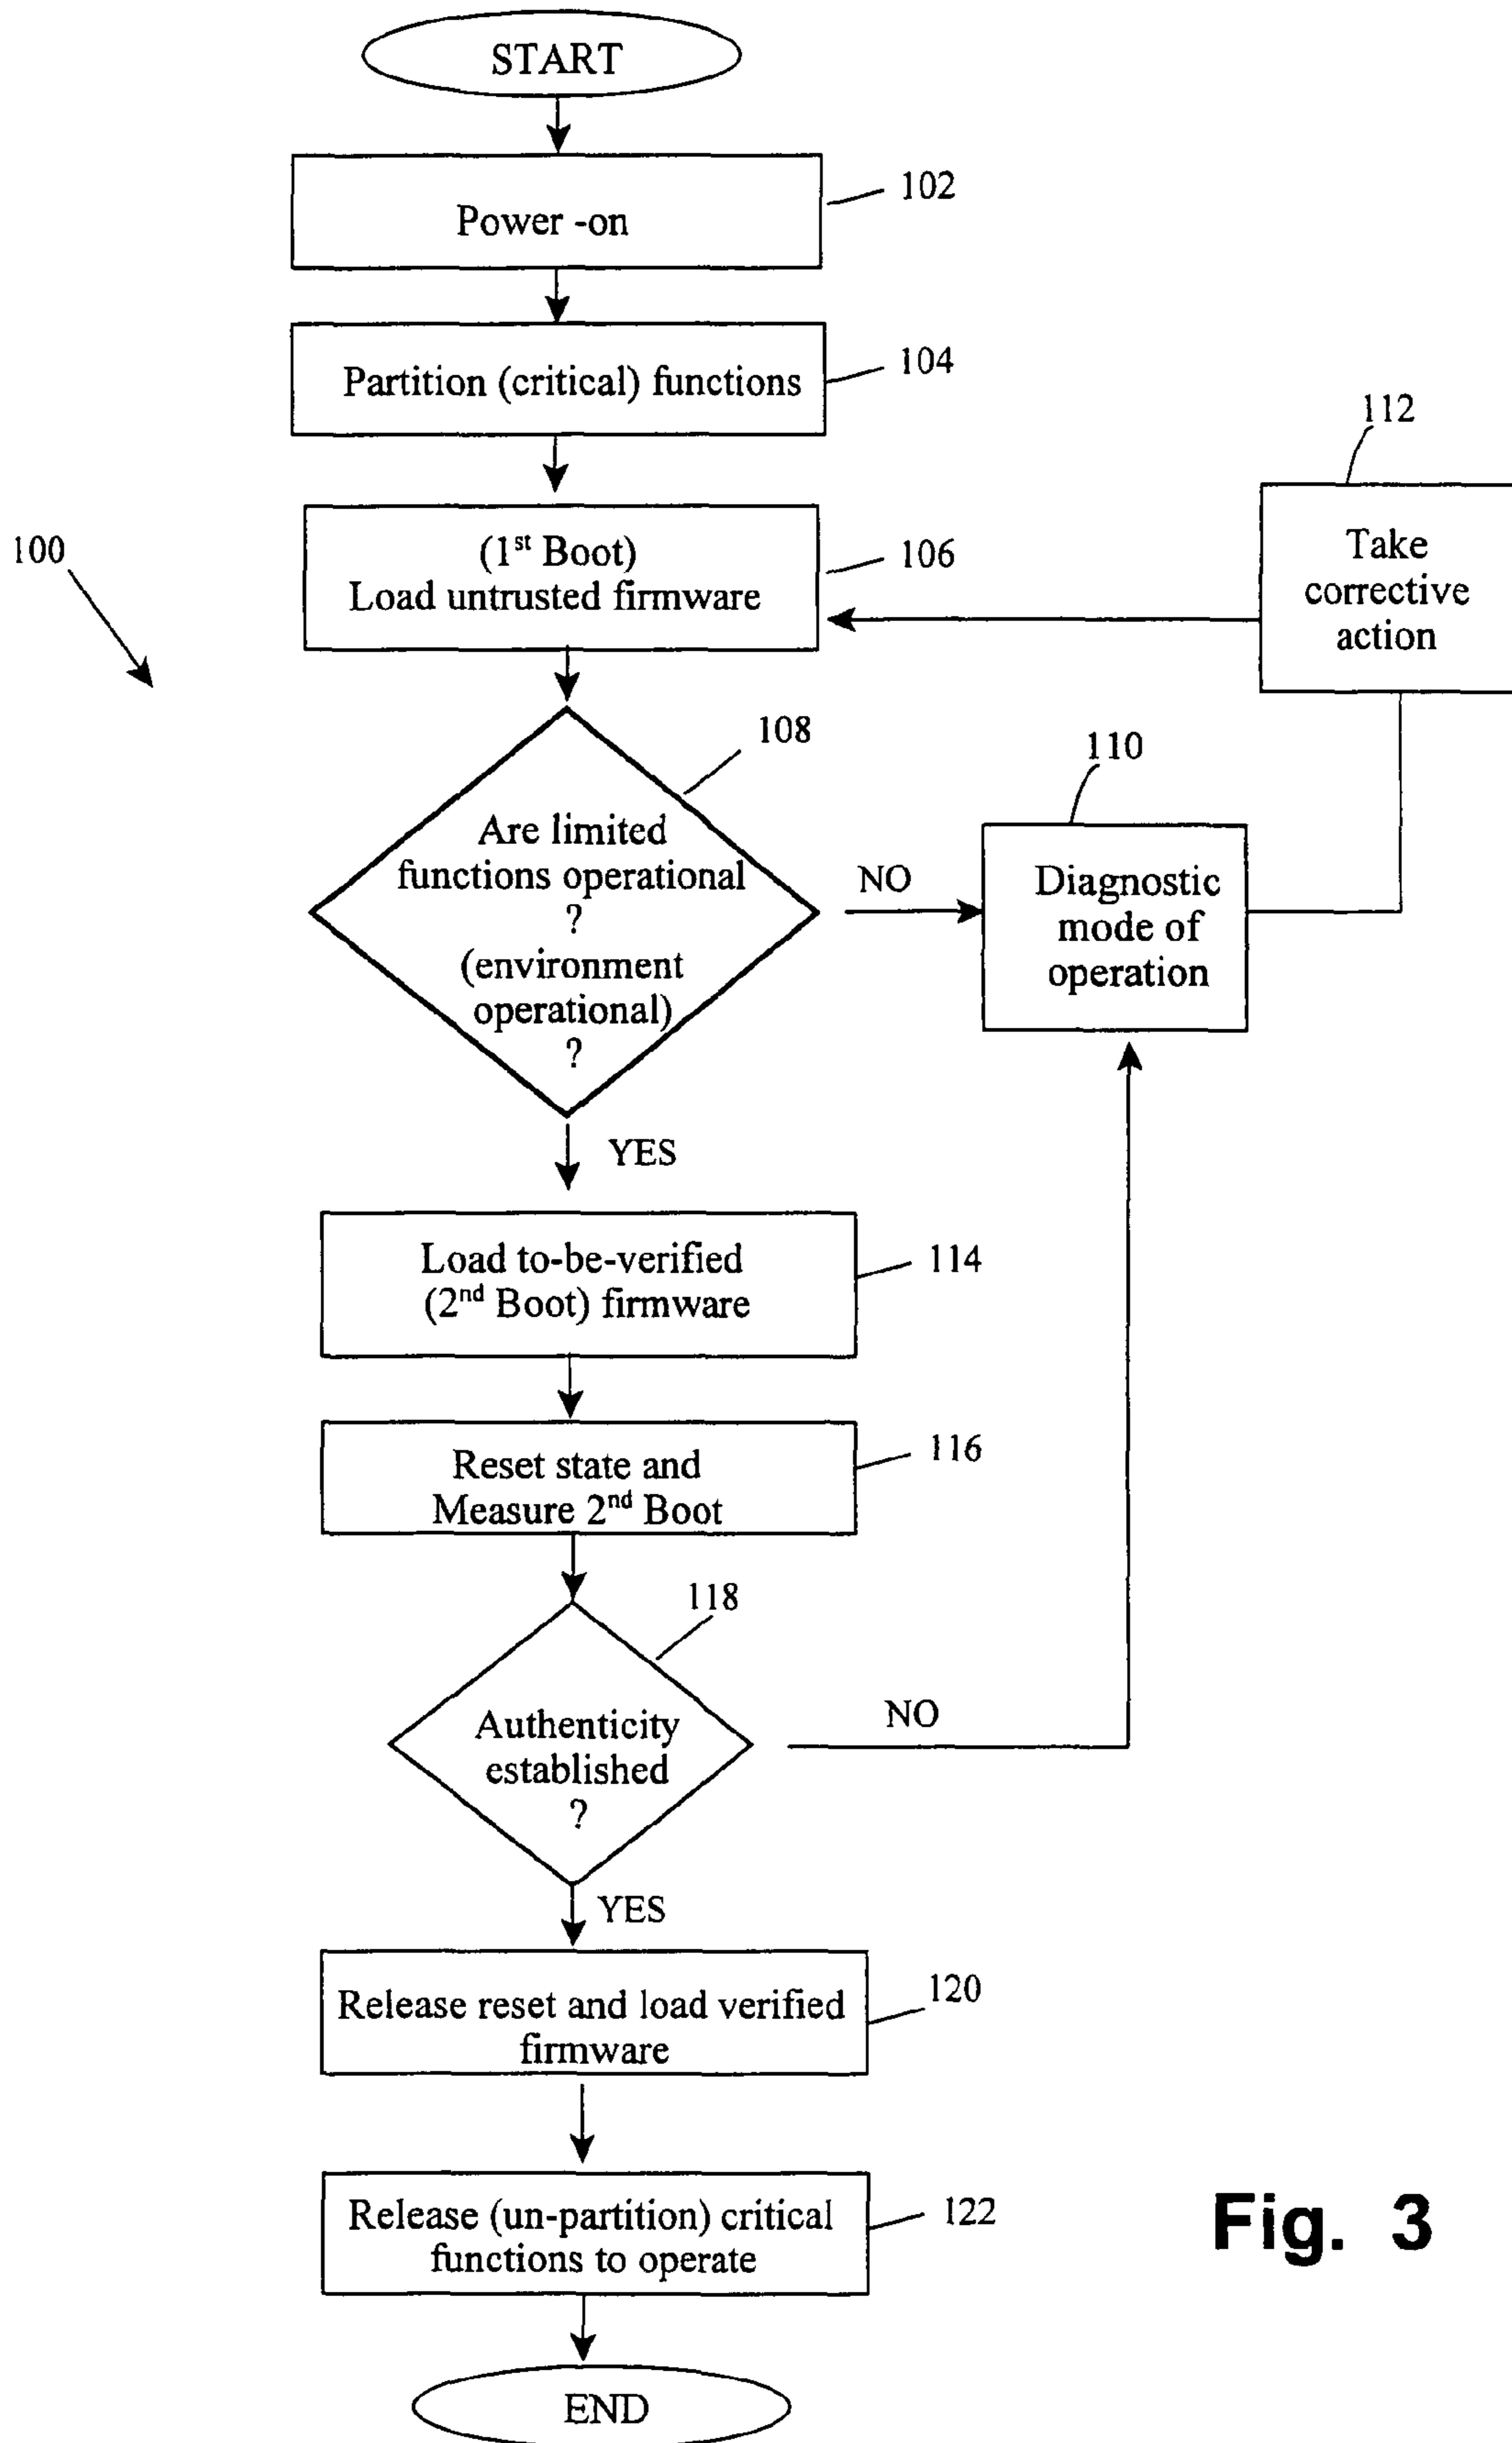 START
102
Power -on
104
Partition (critical) functions
112
100
(1st Boot)
Load untrusted firmware
106
Take
corrective
action
108
110
Are limited
functions operational
?
(environment
operational)
?
NO
Diagnostic
mode of
operation
YES
Load to-be-verified
(2nd Boot) firmware
114
Reset state and
Measure 2nd Boot
116
118
Authenticity
established
?
NO
YES
Release reset and load verified
firmware
120
Release (un-partition) critical
functions to operate
122
Fig. 3
END